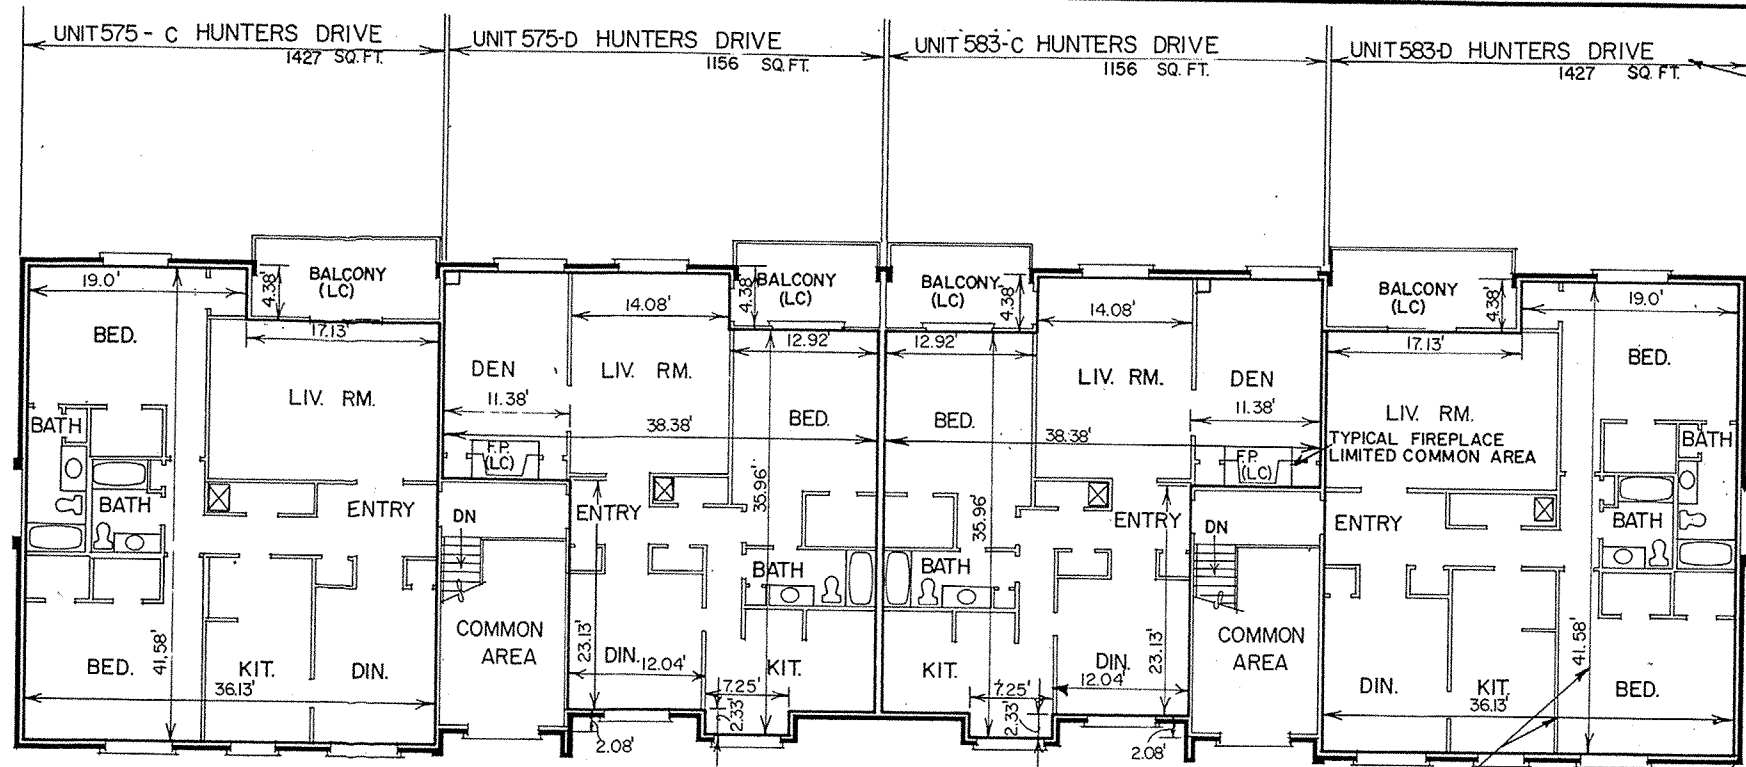 UNIT 575 - C HUNTERS DRIVE
1427 SQ. FT.
UNIT 575-D HUNTERS DRIVE
1156 SQ. FT.
UNIT 583-C HUNTERS DRIVE
1156 SQ. FT.
UNIT 583-D HUNTERS DRIVE
1427 SQ. FT.
19.0'
4.38'
BALCONY
(LC)
17.13'
BED.
LIV. RM.
BATH
BATH
ENTRY
41.58'
BED.
KIT.
DIN.
36.13'
14.08'
4.38'
BALCONY
(LC)
12.92'
DEN
LIV. RM.
11.38'
BED.
38.38'
F.P.
(LC)
35.96'
ENTRY
DN
BATH
COMMON
AREA
23.13'
DIN.
12.04'
KIT.
7.25'
2.33'
2.08'
BALCONY
(LC)
4.38'
14.08'
12.92'
LIV. RM.
DEN
11.38'
BED.
38.38'
F.P.
(LC)
TYPICAL FIREPLACE
LIMITED COMMON AREA
35.96'
ENTRY
DN
BATH
COMMON
AREA
23.13'
KIT.
DIN.
12.04'
7.25'
2.33'
2.08'
BALCONY
(LC)
4.38'
19.0'
17.13'
BED.
LIV. RM.
BATH
ENTRY
BATH
41.58'
DIN.
KIT.
BED.
36.13'